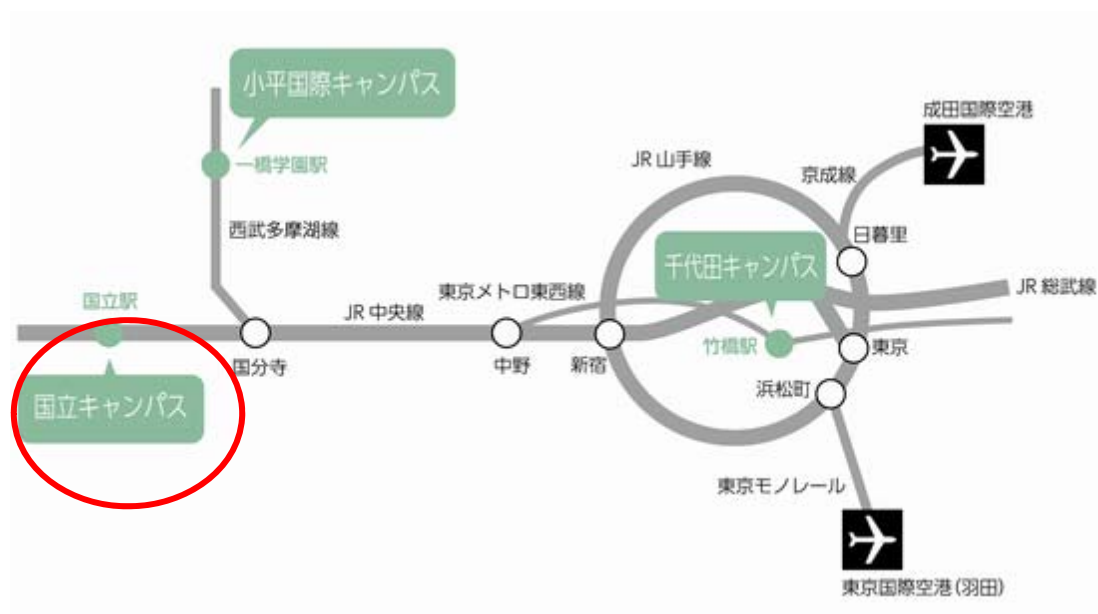 小平国際キャンパス
成田国際空港
JR 山手線
一橋学園駅
京成線
西武多摩湖線
日暮里
千代田キャンパス
国立駅
東京メトロ東西線
JR 総武線
JR 中央線
竹橋駅
東京
国分寺
中野
新宿
浜松町
国立キャンパス
東京モノレール
東京国際空港(羽田)